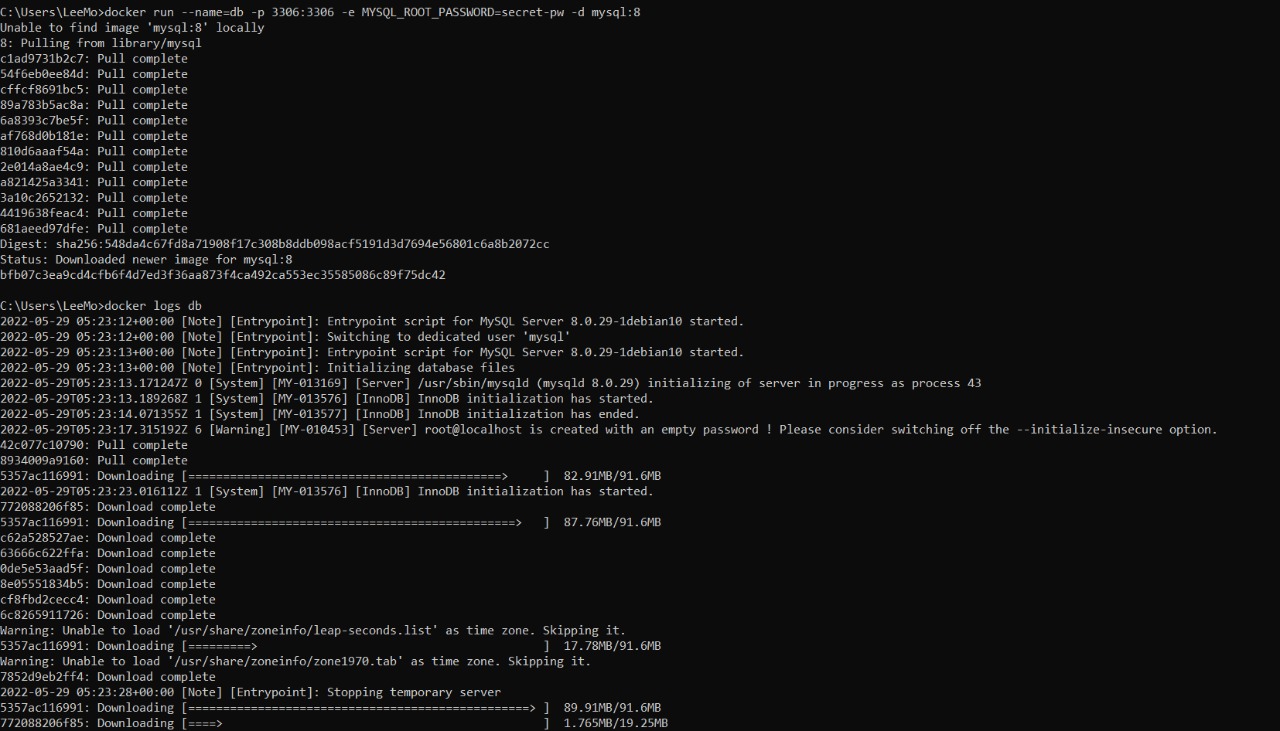 C:\Users\LeeMo>docker run --name=db -p 3306:3306 -e MYSQL_ROOT_PASSWORD=secret-pw -d mysql:8
Unable to find image 'mysql:8' locally
8: Pulling from library/mysql
c1ad9731b2c7: Pull complete
54f6eb0ee84d: Pull complete
cffcf8691bc5: Pull complete
89a783b5ac8a: Pull complete
6a8393c7be5f: Pull complete
af768d0b181e: Pull complete
810d6aaaf54a: Pull complete
2e014a8ae4c9: Pull complete
a821425a3341: Pull complete
3a10c2652132: Pull complete
4419638feac4: Pull complete
681aeed97dfe: Pull complete
Digest: sha256:548da4c67fd8a71908f17c308b8ddb098acf5191d3d7694e56801c6a8b2072cc
Status: Downloaded newer image for mysql:8
bfb07c3ea9cd4cfb6f4d7ed3f36aa873f4ca492ca553ec35585086c89f75dc42
C:\Users\LeeMo>docker logs db
2022-05-29 05:23:12+00:00 [Note] [Entrypoint]: Entrypoint script for MySQL Server 8.0.29-1debian10 started.
2022-05-29 05:23:12+00:00 [Note] [Entrypoint]: Switching to dedicated user 'mysql'
2022-05-29 05:23:13+00:00 [Note] [Entrypoint]: Entrypoint script for MySQL Server 8.0.29-1debian10 started.
2022-05-29 05:23:13+00:00 [Note] [Entrypoint]: Initializing database files
2022-05-29T05:23:13.171247Z 0 [System] [MY-013169] [Server] /usr/sbin/mysqld (mysqld 8.0.29) initializing of server in progress as process 43
2022-05-29T05:23:13.189268Z 1 [System] [MY-013576] [InnoDB] InnoDB initialization has started.
2022-05-29T05:23:14.071355Z 1 [System] [MY-013577] [InnoDB] InnoDB initialization has ended.
2022-05-29T05:23:17.315192Z 6 [Warning] [MY-010453] [Server] root@localhost is created with an empty password ! Please consider switching off the --initialize-insecure option.
42c077c10790: Pull complete
8934009a9160: Pull complete
5357ac116991: Downloading [=============================================>     ]  82.91MB/91.6MB
2022-05-29T05:23:23.016112Z 1 [System] [MY-013576] [InnoDB] InnoDB initialization has started.
772088206f85: Download complete
5357ac116991: Downloading [===============================================>   ]  87.76MB/91.6MB
c62a528527ae: Download complete
63666c622ffa: Download complete
0de5e53aad5f: Download complete
8e05551834b5: Download complete
cf8fbd2cecc4: Download complete
6c8265911726: Download complete
Warning: Unable to load '/usr/share/zoneinfo/leap-seconds.list' as time zone. Skipping it.
5357ac116991: Downloading [=========>                                         ]  17.78MB/91.6MB
Warning: Unable to load '/usr/share/zoneinfo/zone1970.tab' as time zone. Skipping it.
7852d9eb2ff4: Download complete
2022-05-29 05:23:28+00:00 [Note] [Entrypoint]: Stopping temporary server
5357ac116991: Downloading [=================================================> ]  89.91MB/91.6MB
772088206f85: Downloading [====>                                              ]  1.765MB/19.25MB